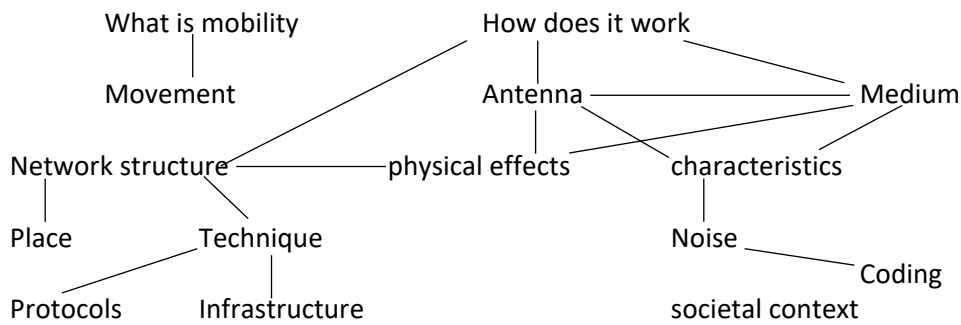 What is mobility How does it work
Movement Antenna Medium
Network structure physical effects characteristics
Place Technique Noise
Coding
Protocols Infrastructure societal context